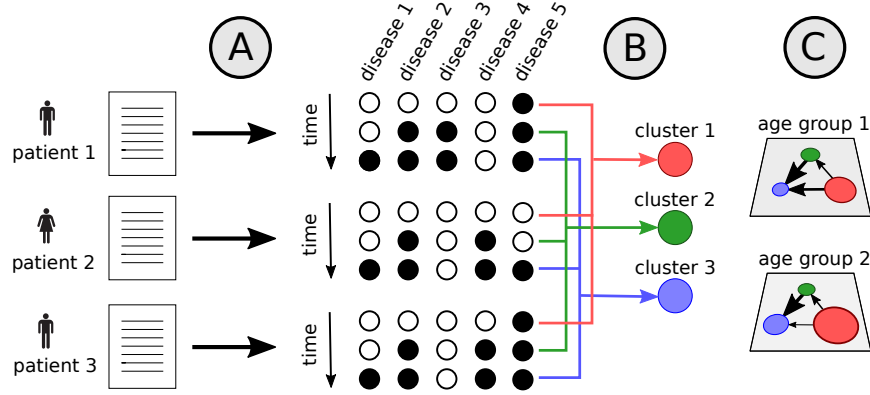 A
B
C
disease 1
disease 2
disease 3
disease 4
disease 5
patient 1
time
cluster 1
age group 1
patient 2
time
cluster 2
cluster 3
age group 2
patient 3
time